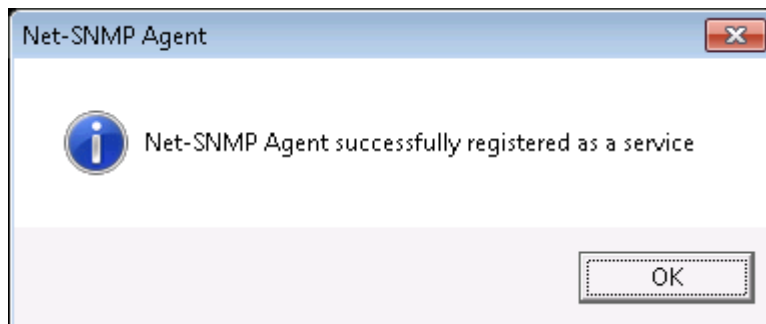 Net-SNMP Agent
Net-SNMP Agent successfully registered as a service
OK